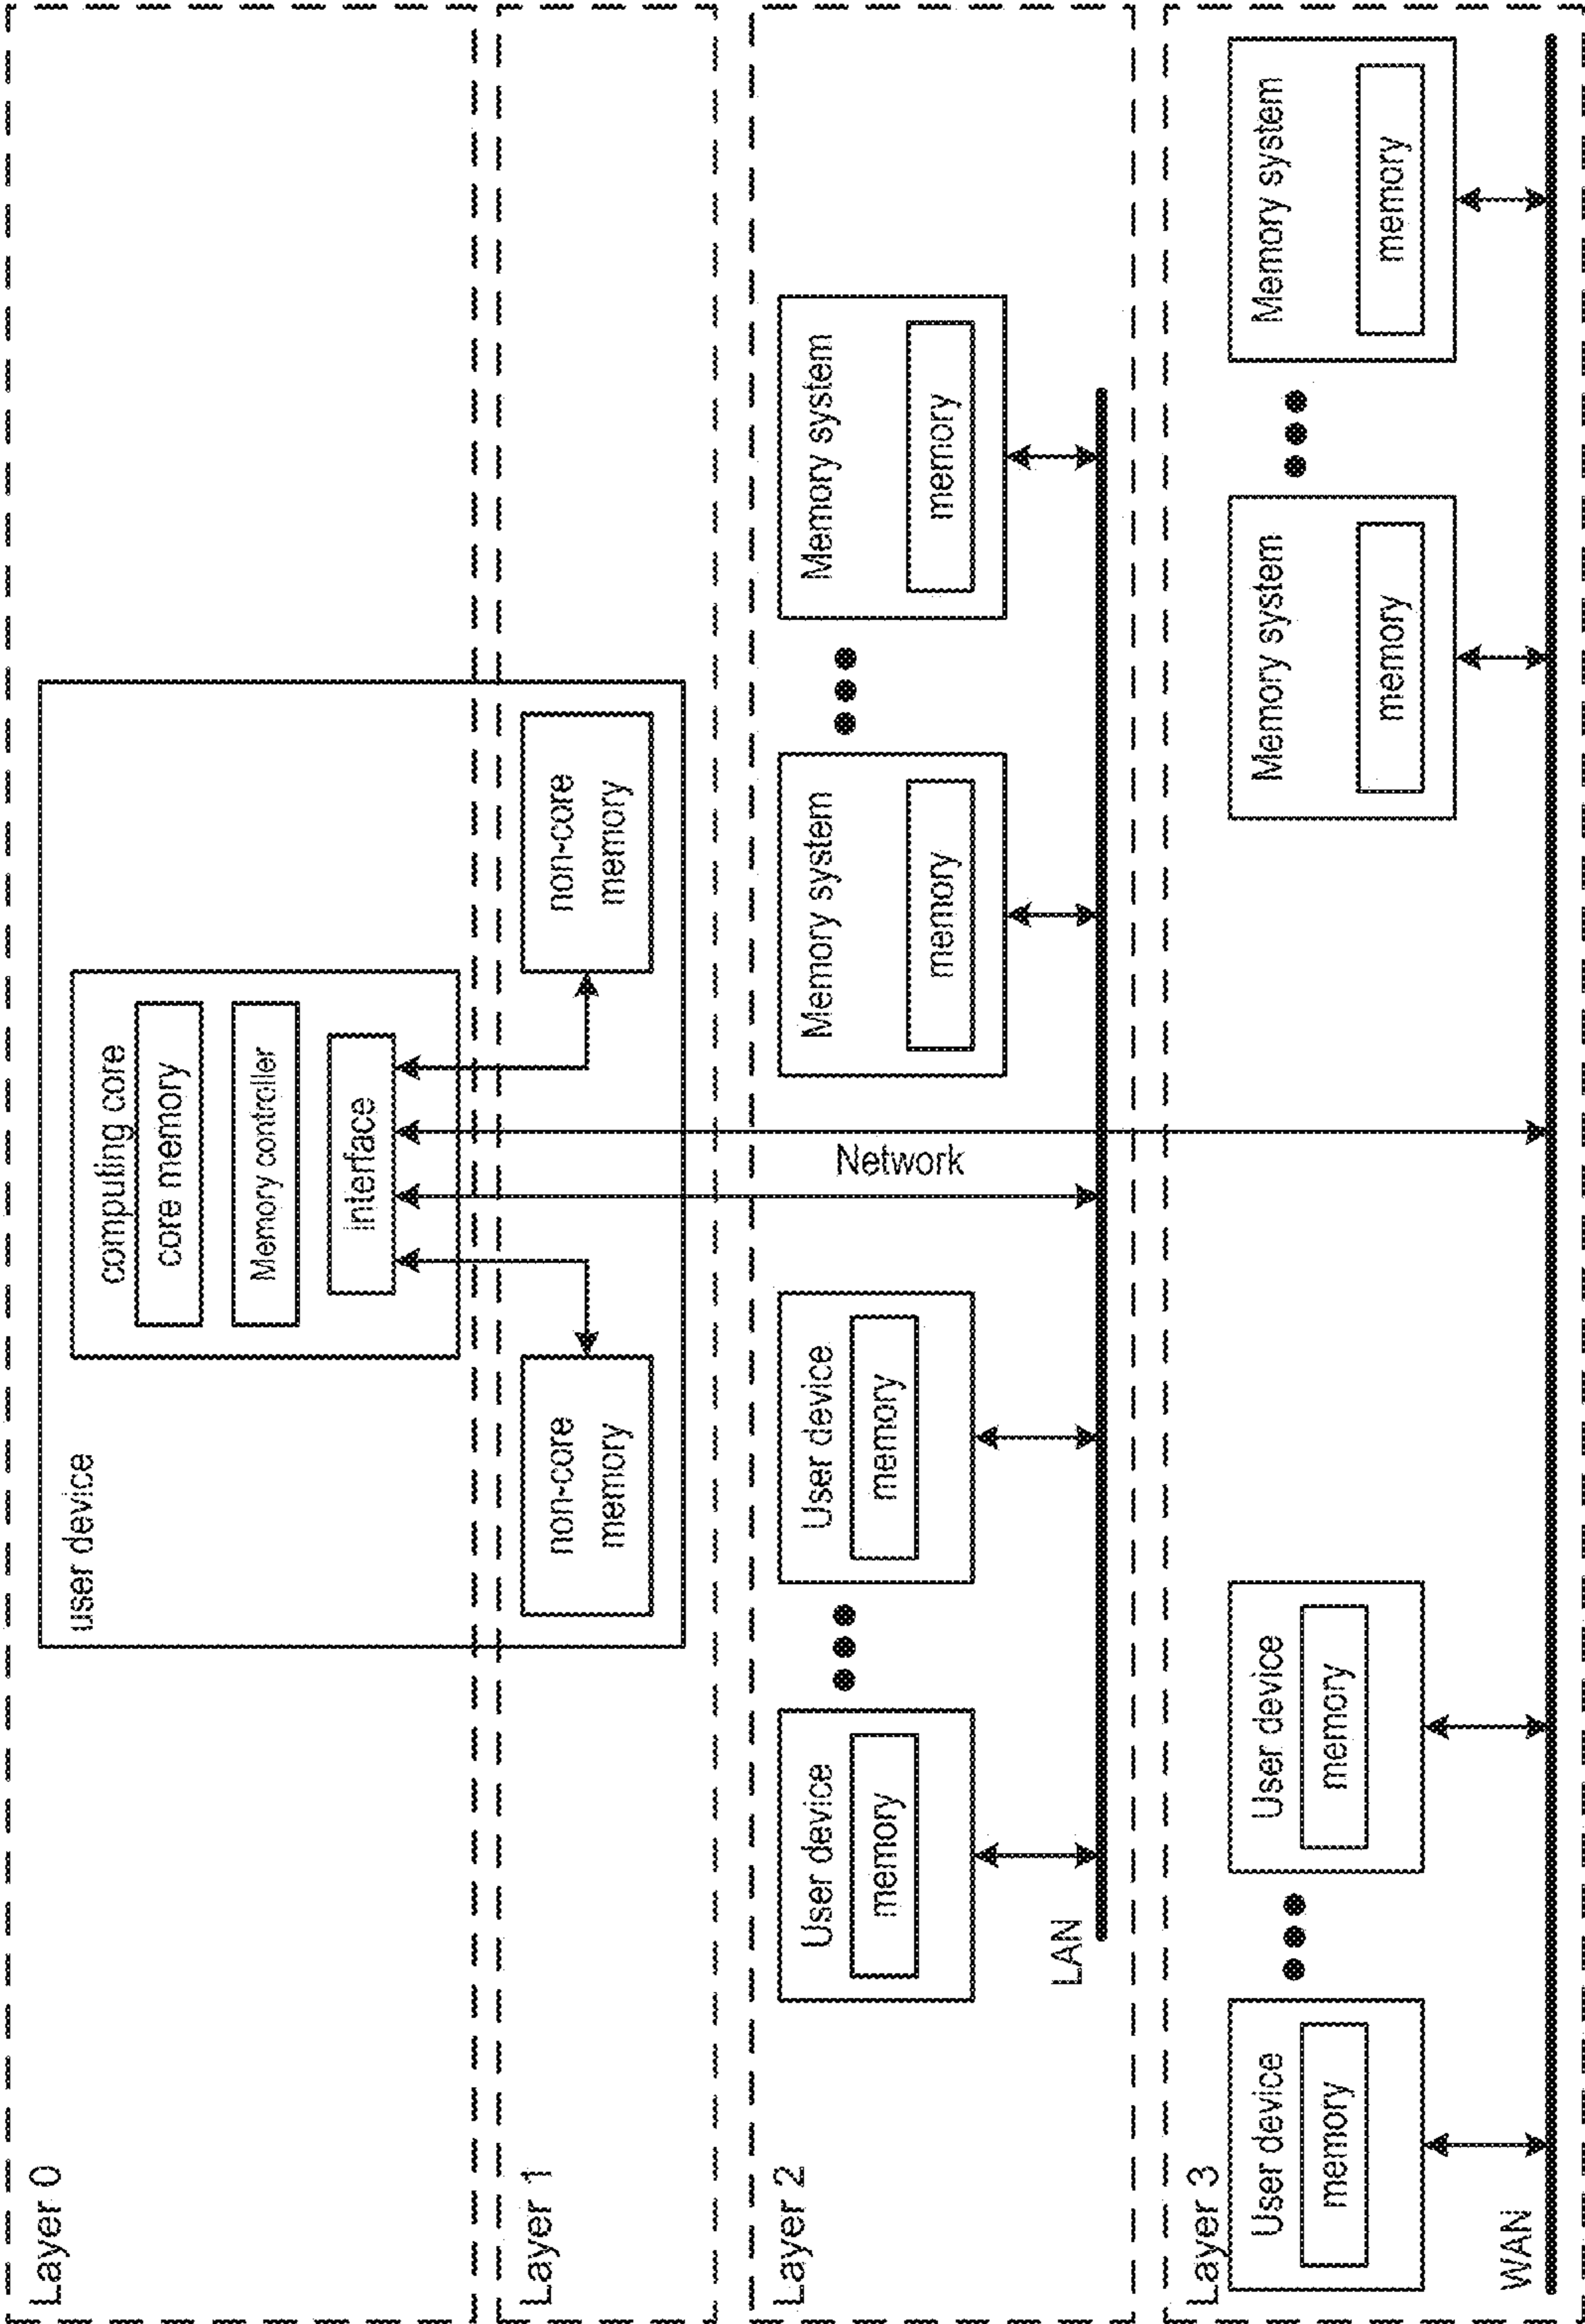 Layer 0
user device
computing core
core memory
Memory controller
Interface
Layer 1
non-core
memory
non-core
memory
Layer 2
User device
memory
User device
memory
Network
Memory system
memory
Memory system
memory
LAN
Layer 3
User device
memory
User device
memory
Memory system
memory
Memory system
memory
WAN